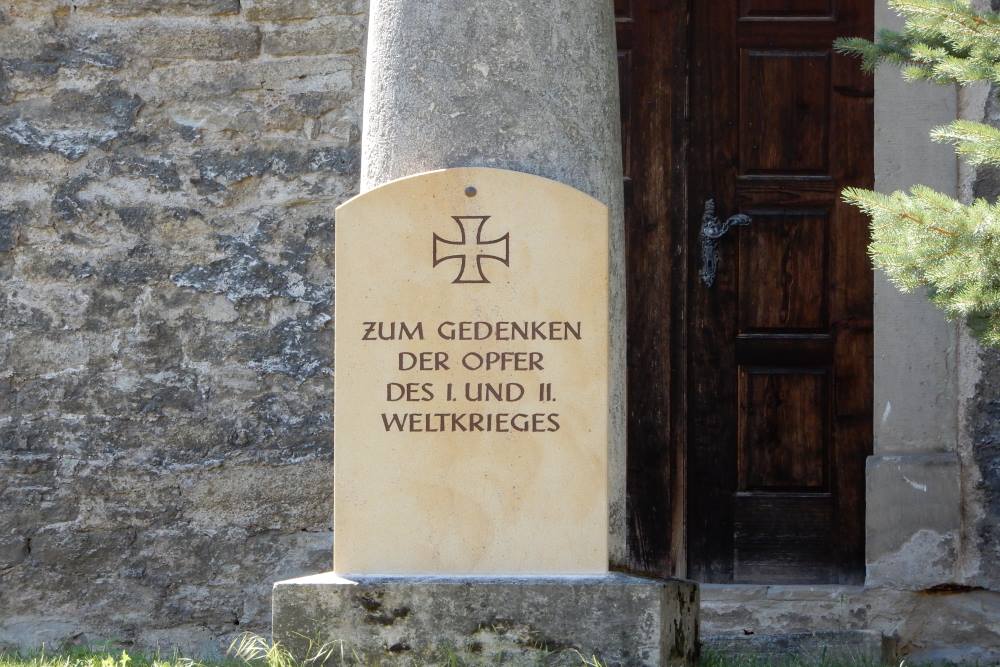 ZUM GEDENKEN
DER OPFER
DES I. UND II.
WELTKRIEGES